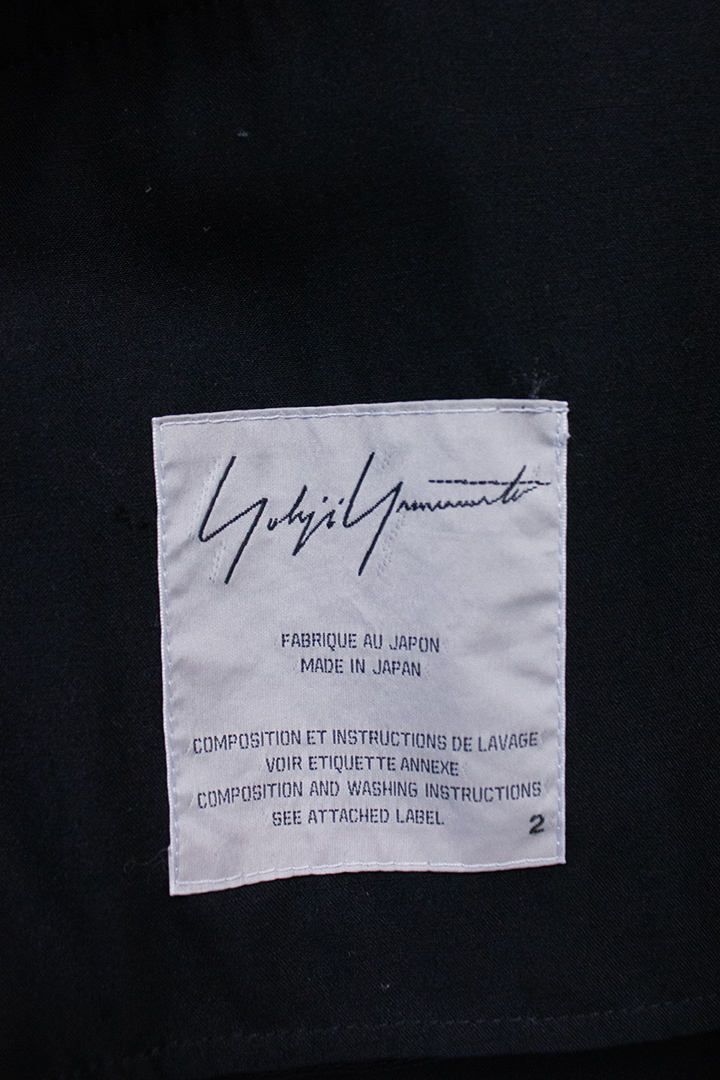 Yohji Yamamoto
FABRIQUE AU JAPON
MADE IN JAPAN
COMPOSITION ET INSTRUCTIONS DE LAVAGE
VOIR ETIQUETTE ANNEXE
COMPOSITION AND WASHING INSTRUCTIONS
SEE ATTACHED LABEL
2